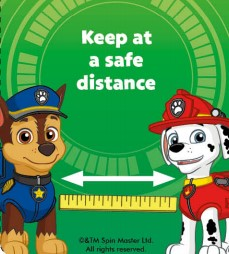 Keep at
a safe
distance
©&TM Spin Master Ltd.
All rights reserved.